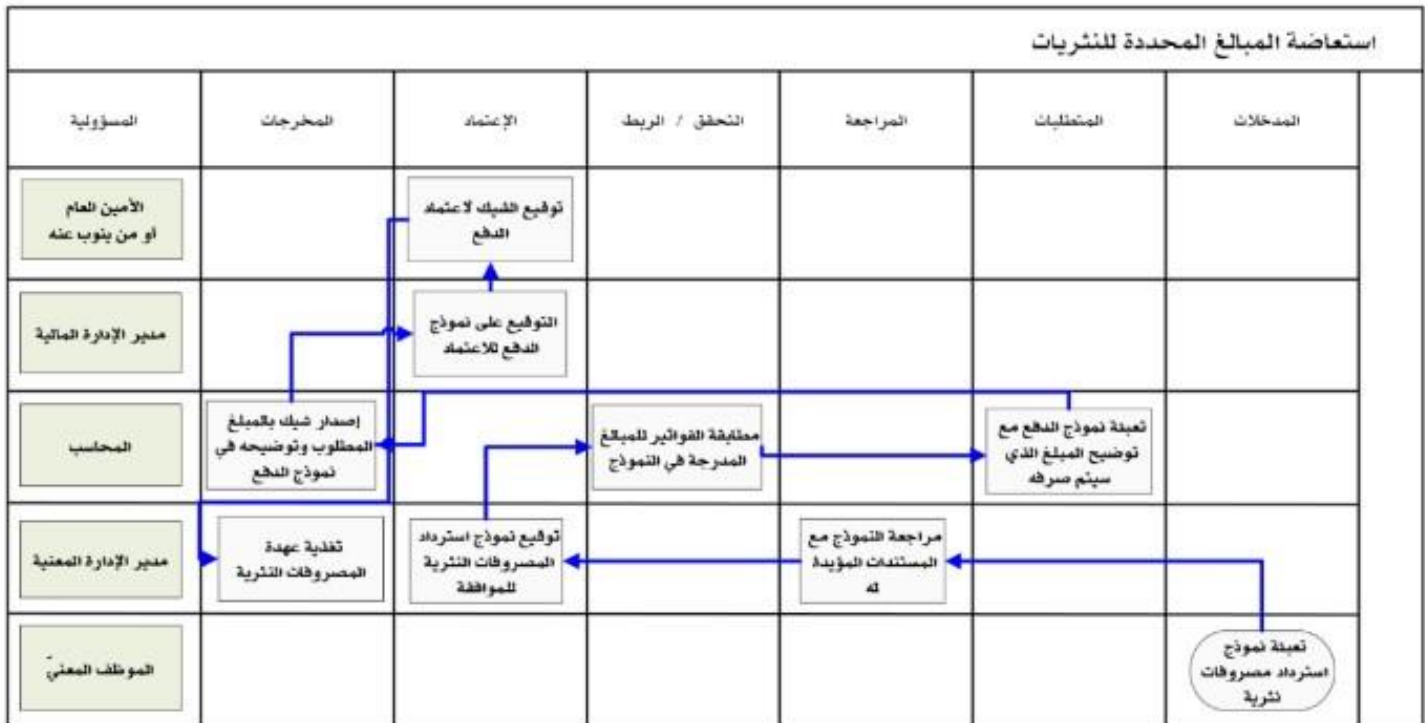 استعاضة المبالغ المحددة للنثريات
المدخلات
المتطلبات
المراجعة
التحقق / الربط
الإعتماد
المخرجات
المسؤولية
توقيع الشيك لاعتماد
الدفع
الأمين العام
أو من ينوب عنه
التوقيع على نموذج
الدفع للاعتماد
مدير الإدارة المالية
تعبئة نموذج الدفع مع
توضيح المبلغ الذي
سيتم صرفه
مطابقة الفواتير للمبالغ
المدرجة في النموذج
إصدار شيك بالمبلغ
المطلوب وتوضيحه في
نموذج الدفع
المحاسب
مراجعة النموذج مع
المستندات المؤيدة
له
توقيع نموذج استرداد
المصروفات النثرية
للموافقة
تغذية عهدة
المصروفات النثرية
مدير الإدارة المعنية
تعبئة نموذج
استرداد مصروفات
نثرية
الموظف المعنيّ